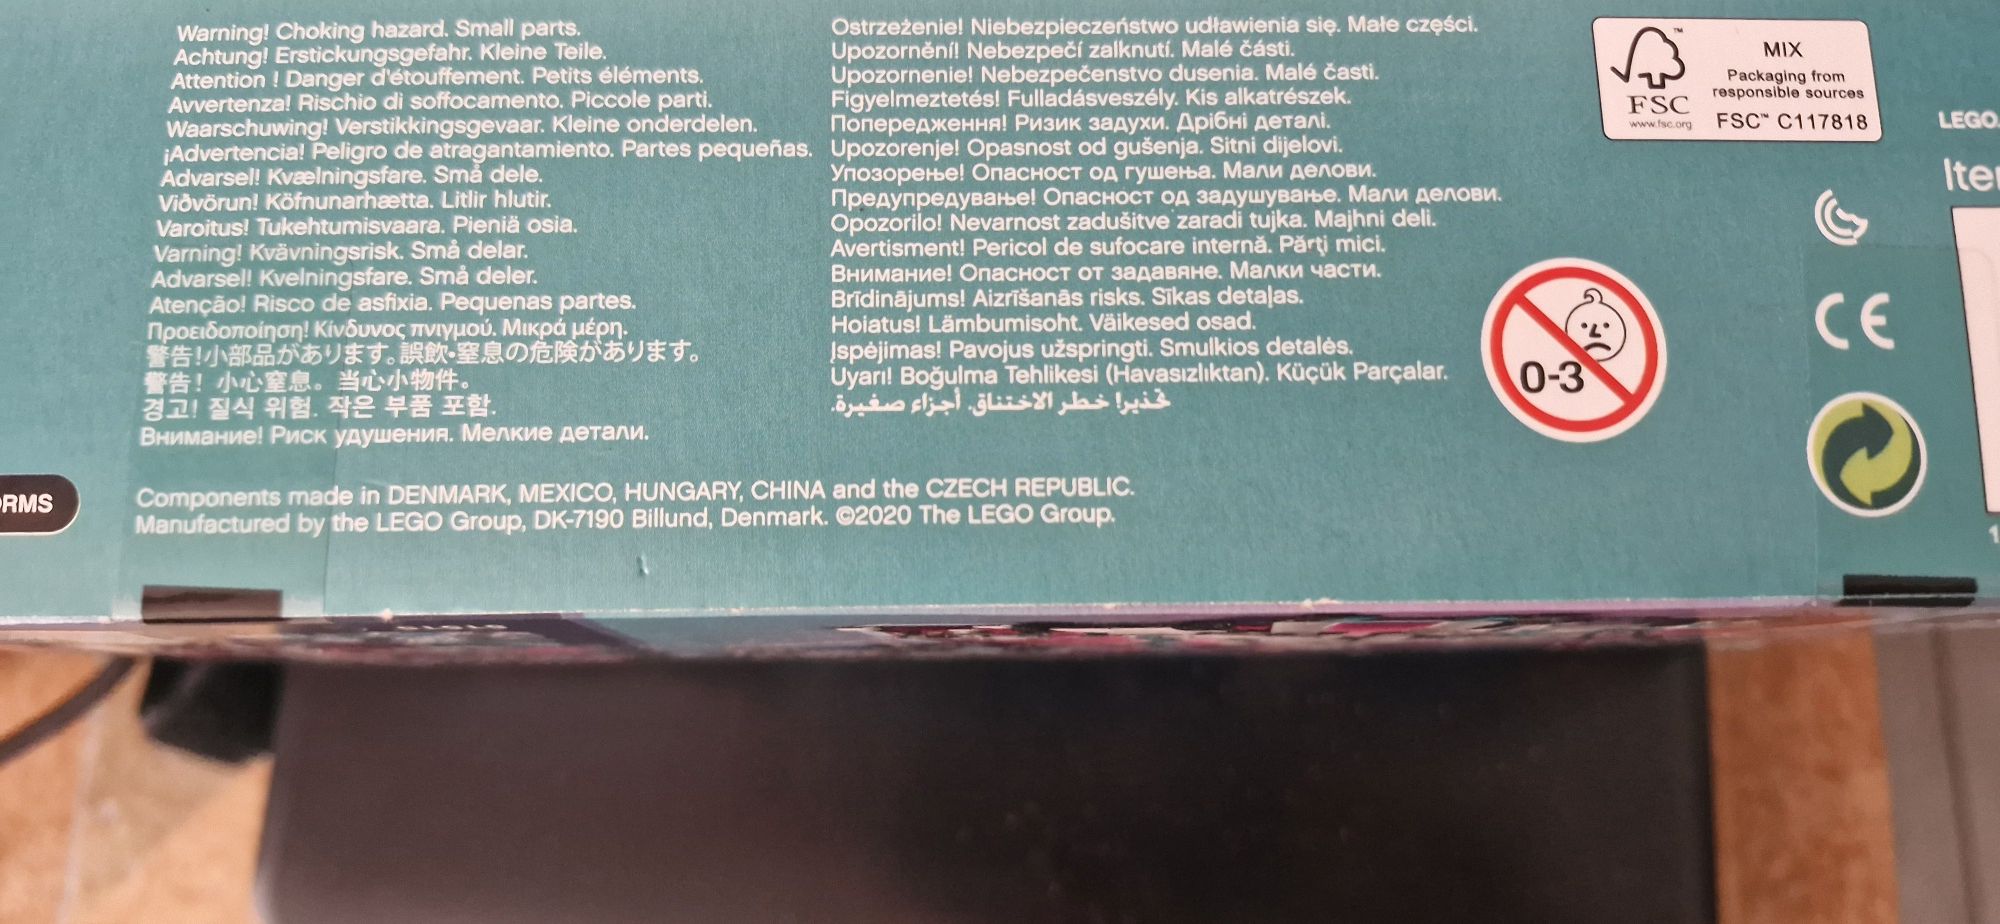 Warning! Choking hazard. Small parts.
Achtung! Erstickungsgefahr. Kleine Teile.
Attention ! Danger d'étouffement. Petits éléments.
Avvertenza! Rischio di soffocamento. Piccole parti.
Waarschuwing! Verstikkingsgevaar. Kleine onderdelen.
¡Advertencia! Peligro de atragantamiento. Partes pequeñas.
Advarsel! Kvælningsfare. Små dele.
Viðvörun! Köfnunarhætta. Litlir hlutir.
Varoitus! Tukehtumisvaara. Pieniä osia.
Varning! Kvävningsrisk. Små delar.
Advarsel! Kvelningsfare. Små deler.
Atenção! Risco de asfixia. Pequenas partes.
Προειδοποίηση! Κίνδυνος πνιγμού. Μικρά μέρη.
警告!小部品があります。誤飲・窒息の危険があります。
警告！小心窒息。当心小物件。
경고! 질식 위험. 작은 부품 포함.
Внимание! Риск удушения. Мелкие детали.
Ostrzeżenie! Niebezpieczeństwo udławienia się. Małe części.
Upozornění! Nebezpečí zalknutí. Malé části.
Upozornenie! Nebezpečenstvo dusenia. Malé časti.
Figyelmeztetés! Fulladásveszély. Kis alkatrészek.
Попередження! Ризик задухи. Дрібні деталі.
Upozorenje! Opasnost od gušenja. Sitni dijelovi.
Упозорење! Опасност од гушења. Мали делови.
Предупредување! Опасност од задушување. Мали делови.
Opozorilo! Nevarnost zadušitve zaradi tujka. Majhni deli.
Avertisment! Pericol de sufocare internă. Părţi mici.
Внимание! Опасност от задавяне. Малки части.
Brīdinājums! Aizrīšanās risks. Sīkas detaļas.
Hoiatus! Lämbumisoht. Väikesed osad.
Įspėjimas! Pavojus užspringti. Smulkios detalės.
Uyarı! Boğulma Tehlikesi (Havasızlıktan). Küçük Parçalar.
تحذير! خطر الاختناق. أجزاء صغيرة.
Components made in DENMARK, MEXICO, HUNGARY, CHINA and the CZECH REPUBLIC.
Manufactured by the LEGO Group, DK-7190 Billund, Denmark. ©2020 The LEGO Group.
FSC™
www.fsc.org
MIX
Packaging from
responsible sources
FSC™ C117818
0-3
CE
LEGO.